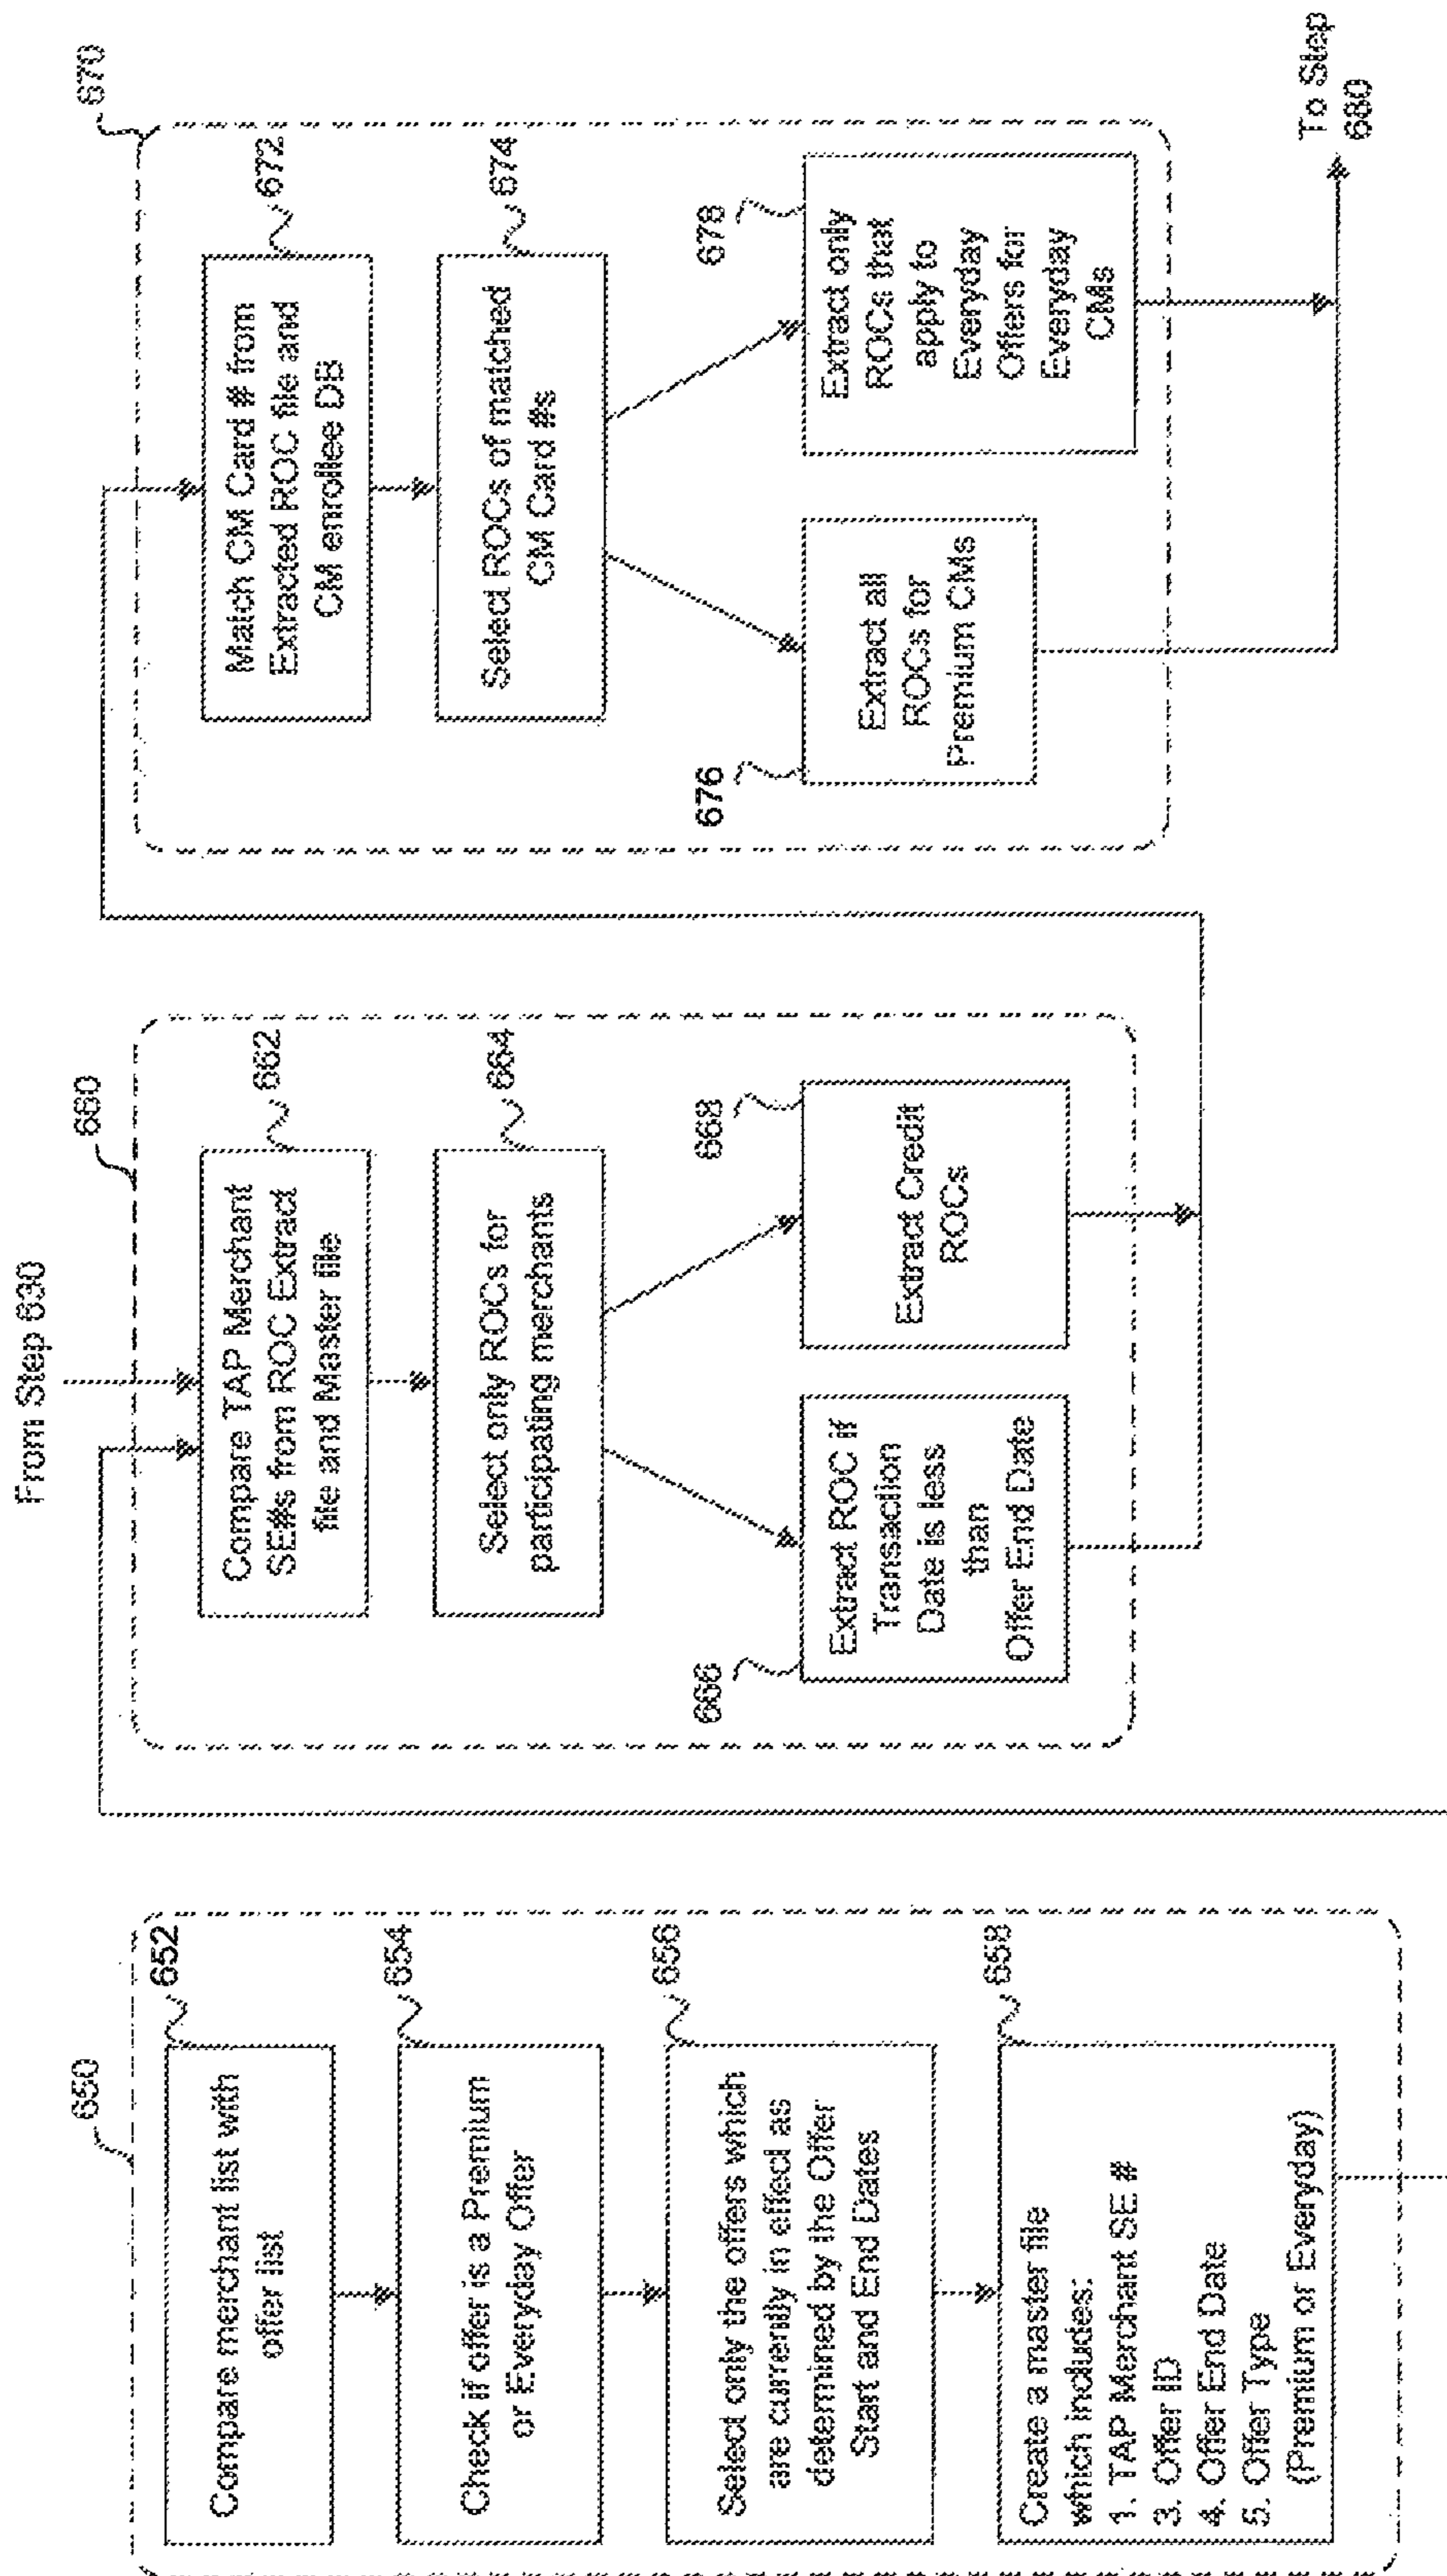 650
652
Compare merchant list with
offer list
654
Check if offer is a Premium
or Everyday Offer
656
Select only the offers which
are currently in effect as
determined by the Offer
Start and End Dates
658
Create a master file
which includes:
1. TAP Merchant SE #
3. Offer ID
4. Offer End Date
5. Offer Type
(Premium or Everyday)
From Step 630
660
662
Compare TAP Merchant
SE#s from ROC Extract
file and Master file
664
Select only ROCs for
participating merchants
666
Extract ROC if
Transaction
Date is less
than
Offer End Date
668
Extract Credit
ROCs
670
672
Match CM Card # from
Extracted ROC file and
CM enrollee DB
674
Select ROCs of matched
CM Card #s
676
Extract all
ROCs for
Premium CMs
678
Extract only
ROCs that
apply to
Everyday
Offers for
Everyday
CMs
To Step
680